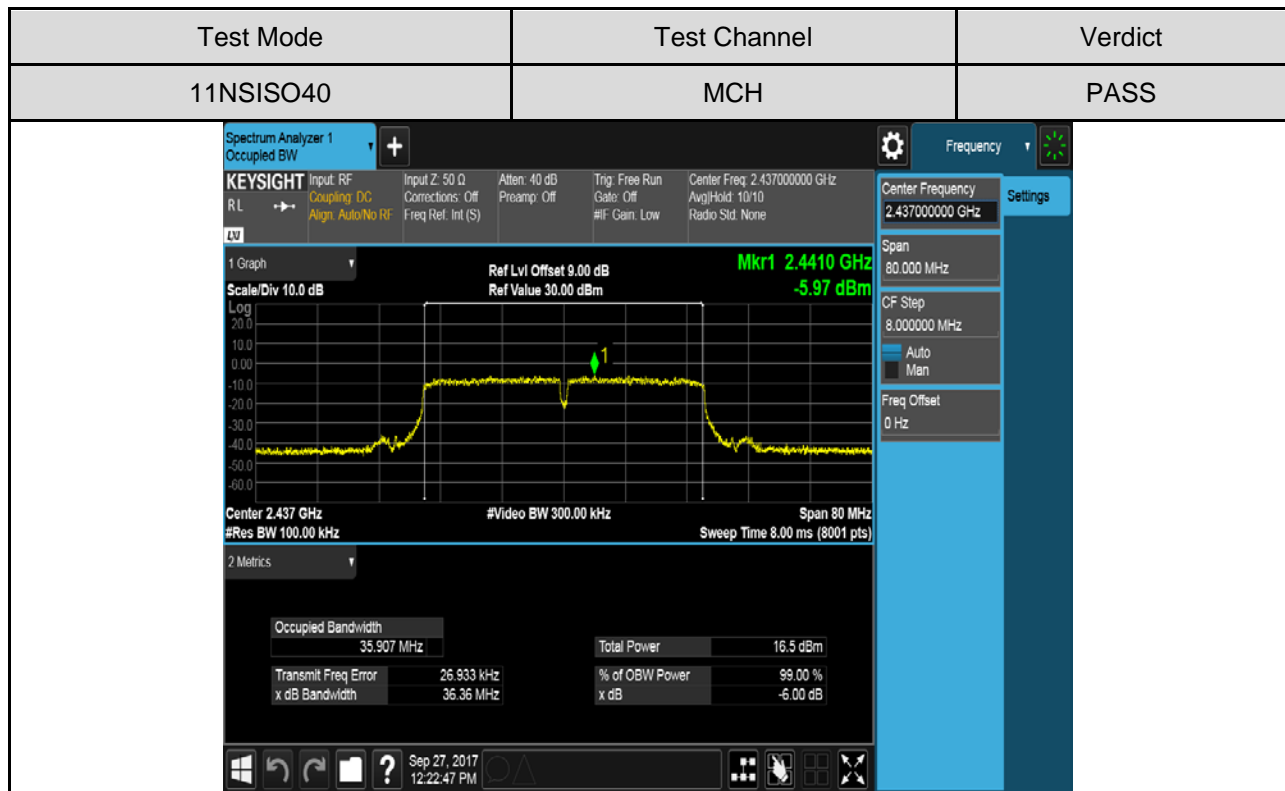 Test Mode Test Channel Verdict
11NSISO40 MCH PASS
Spectrum Analyzer 1
Occupied BW
+
Frequency
KEYSIGHT Input: RF Input Z: 50 Ω Atten: 40 dB Trig: Free Run Center Freq: 2.437000000 GHz
RL Coupling: DC Corrections: Off Preamp: Off Gate: Off Avg|Hold: 10/10
Align: Auto/No RF Freq Ref: Int (S) #IF Gain: Low Radio Std: None
LXI
Center Frequency
2.437000000 GHz
Settings
Span
80.000 MHz
CF Step
8.000000 MHz
Auto
Man
Freq Offset
0 Hz
1 Graph Ref Lvl Offset 9.00 dB Mkr1 2.4410 GHz
Scale/Div 10.0 dB Ref Value 30.00 dBm -5.97 dBm
Log
20.0
10.0
1
0.00
-10.0
-20.0
-30.0
-40.0
-50.0
-60.0
Center 2.437 GHz #Video BW 300.00 kHz Span 80 MHz
#Res BW 100.00 kHz Sweep Time 8.00 ms (8001 pts)
2 Metrics
Occupied Bandwidth
35.907 MHz Total Power 16.5 dBm
Transmit Freq Error 26.933 kHz % of OBW Power 99.00 %
x dB Bandwidth 36.36 MHz x dB -6.00 dB
? Sep 27, 2017
12:22:47 PM